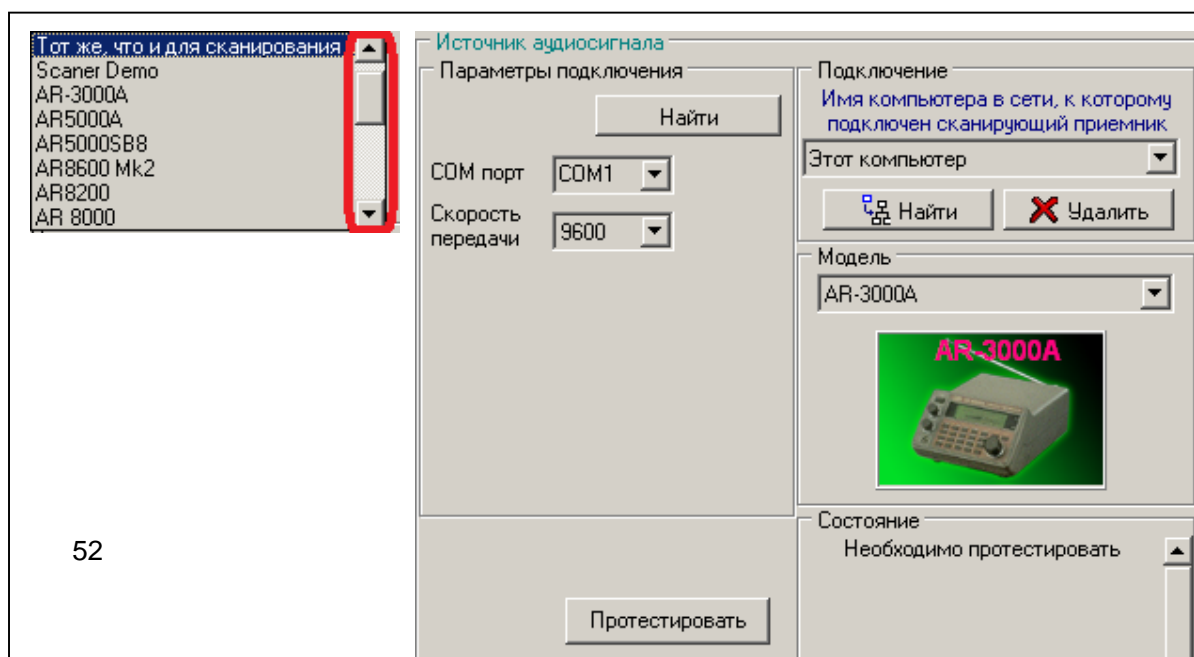 Тот же, что и для сканирования
Scaner Demo
AR-3000A
AR5000A
AR5000SB8
AR8600 Mk2
AR8200
AR 8000
Источник аудиосигнала
Параметры подключения
Найти
COM порт
COM1
Скорость
передачи
9600
Подключение
Имя компьютера в сети, к которому
подключен сканирующий приемник
Этот компьютер
Найти
Удалить
Модель
AR-3000A
AR-3000A
Состояние
Необходимо протестировать
Протестировать
52